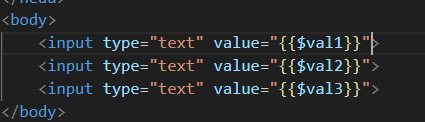 </head>
<body>
    <input type="text" value="{{$val1}}">
    <input type="text" value="{{$val2}}">
    <input type="text" value="{{$val3}}">
</body>